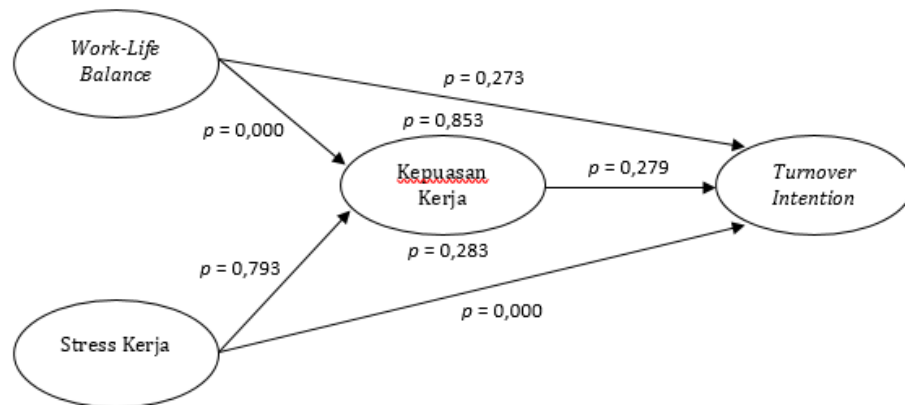 Work-Life
Balance
p = 0,273
p = 0,000
p = 0,853
Kepuasan
Kerja
p = 0,279
Turnover
Intention
p = 0,283
p = 0,793
p = 0,000
Stress Kerja